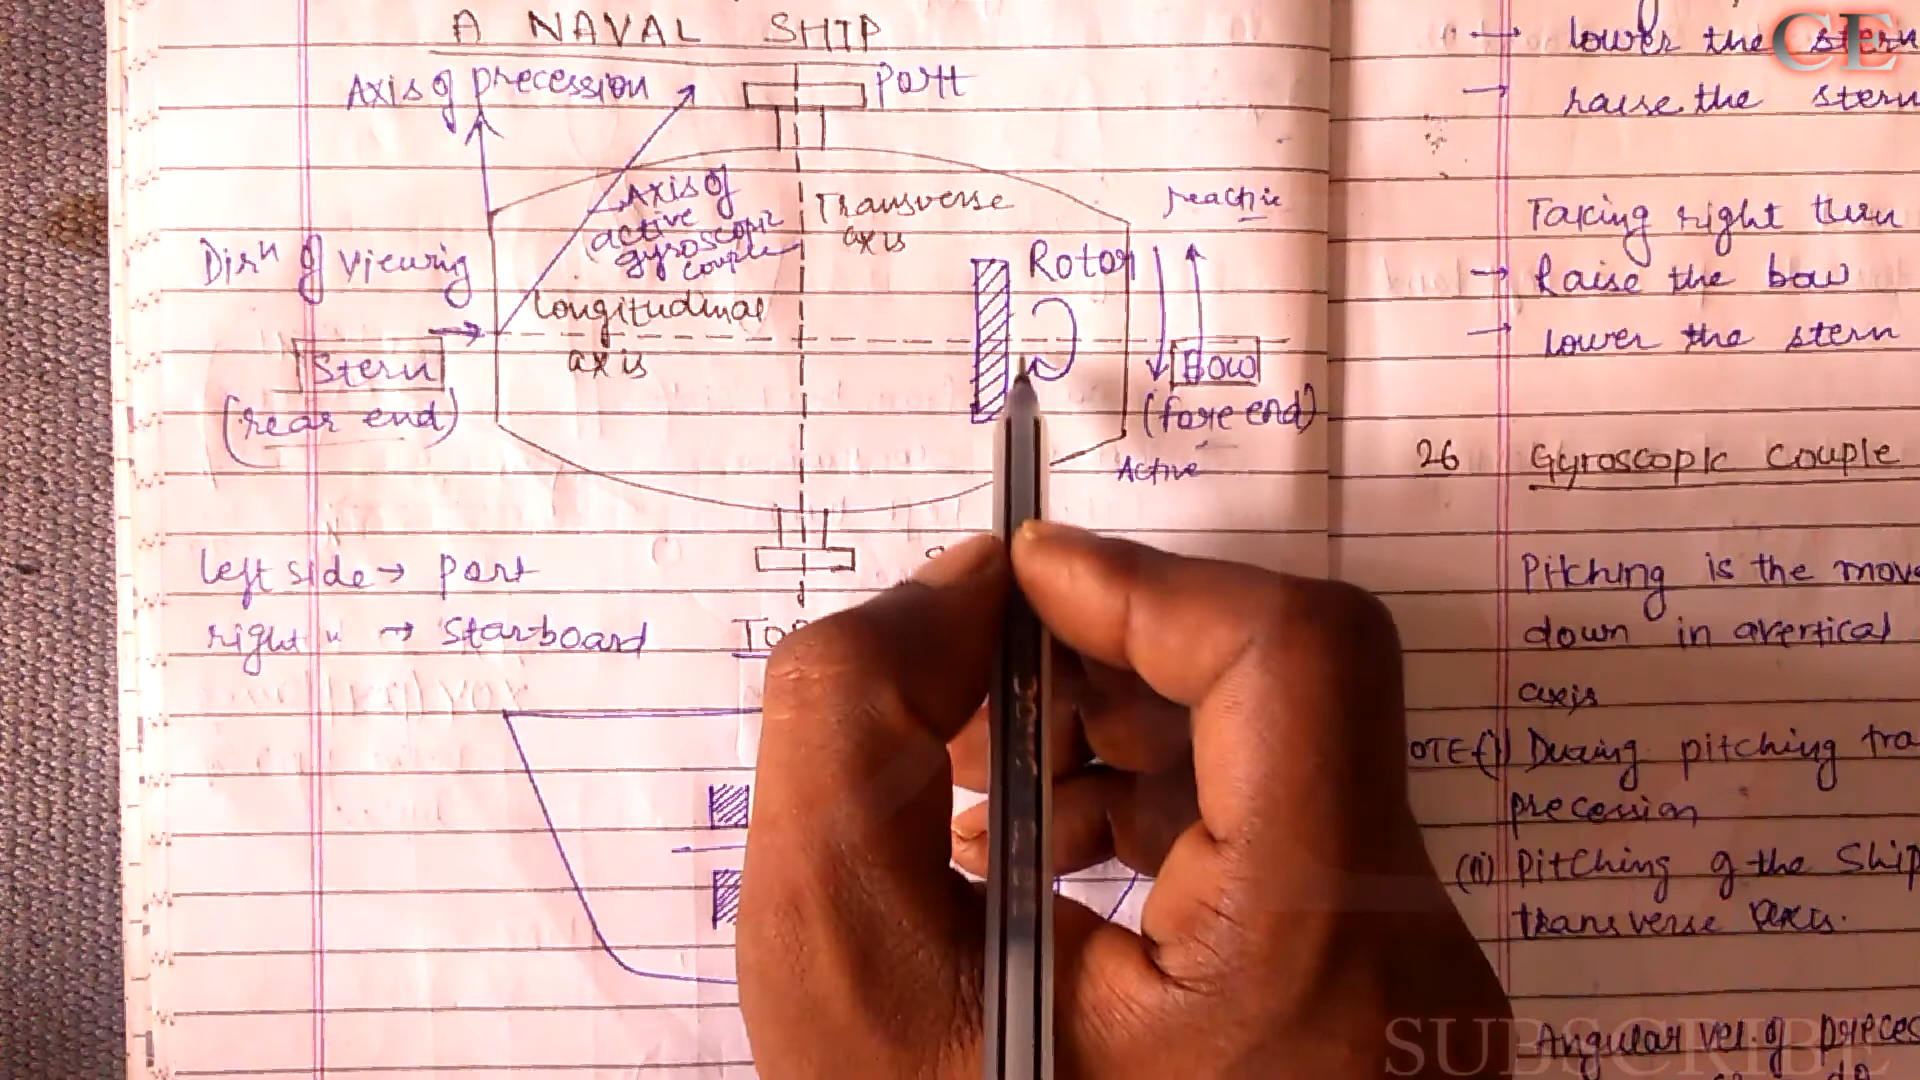 A NAVAL SHIP
Axis of precession
Port
Axis of
active
gyroscopic
couple
Transverse
axis
Rotor
Dirn of viewing
Longitudinal
axis
Stern
(rear end)
Bow
(fore end)
Active
left side → port
right " → starboard
→ lower the stern
→ raise the stern
Taking right turn
→ Raise the bow
→ lower the stern
26 Gyroscopic couple
Pitching is the
down in a vertical
axis
During pitching
precession
(ii) Pitching of the ship
transverse axis.
Angular vel. of
CE
SUBSCRIBE